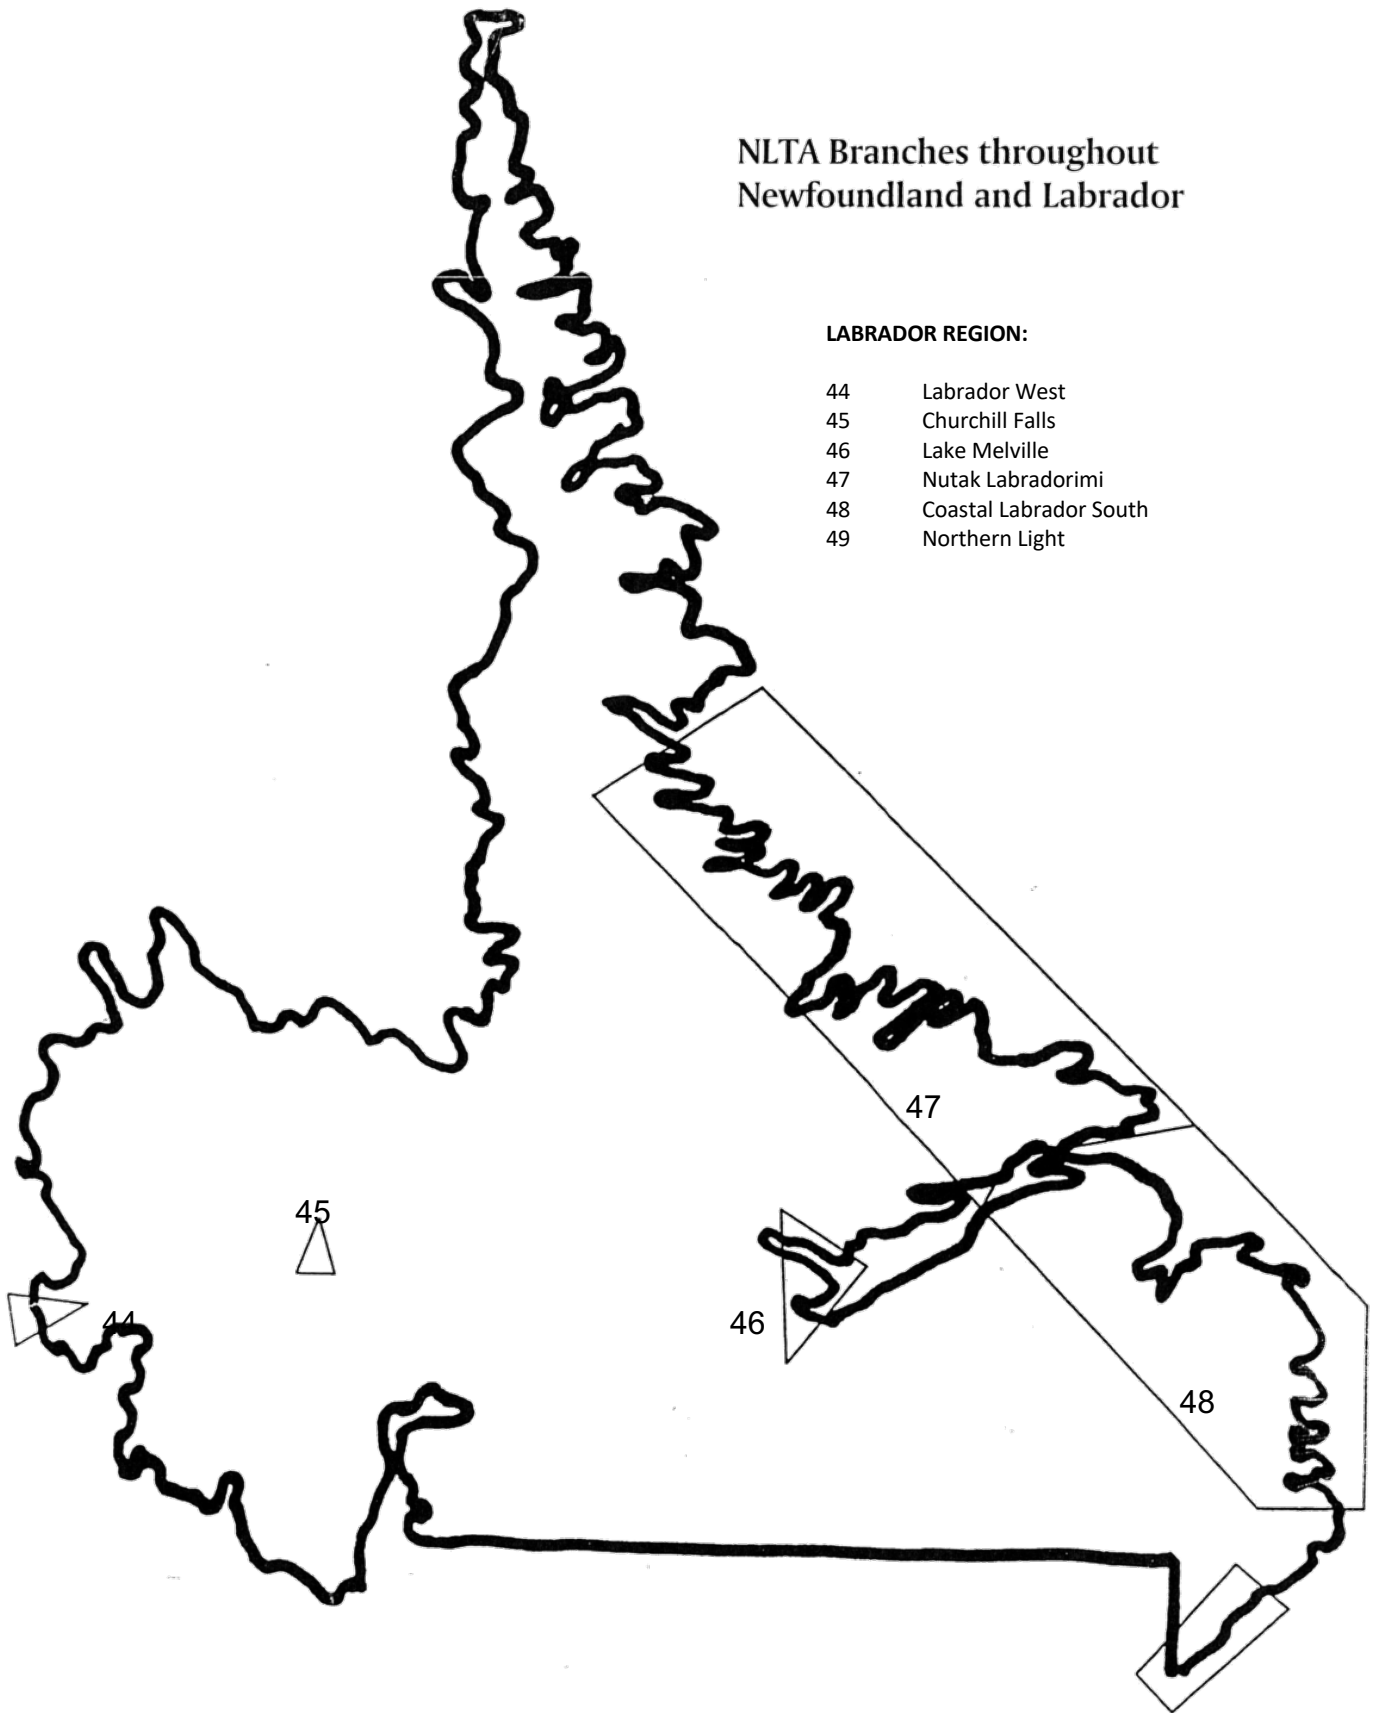 NLTA Branches throughout
Newfoundland and Labrador
LABRADOR REGION:
44 Labrador West
45 Churchill Falls
46 Lake Melville
47 Nutak Labradorimi
48 Coastal Labrador South
49 Northern Light
47
45
44
46
48